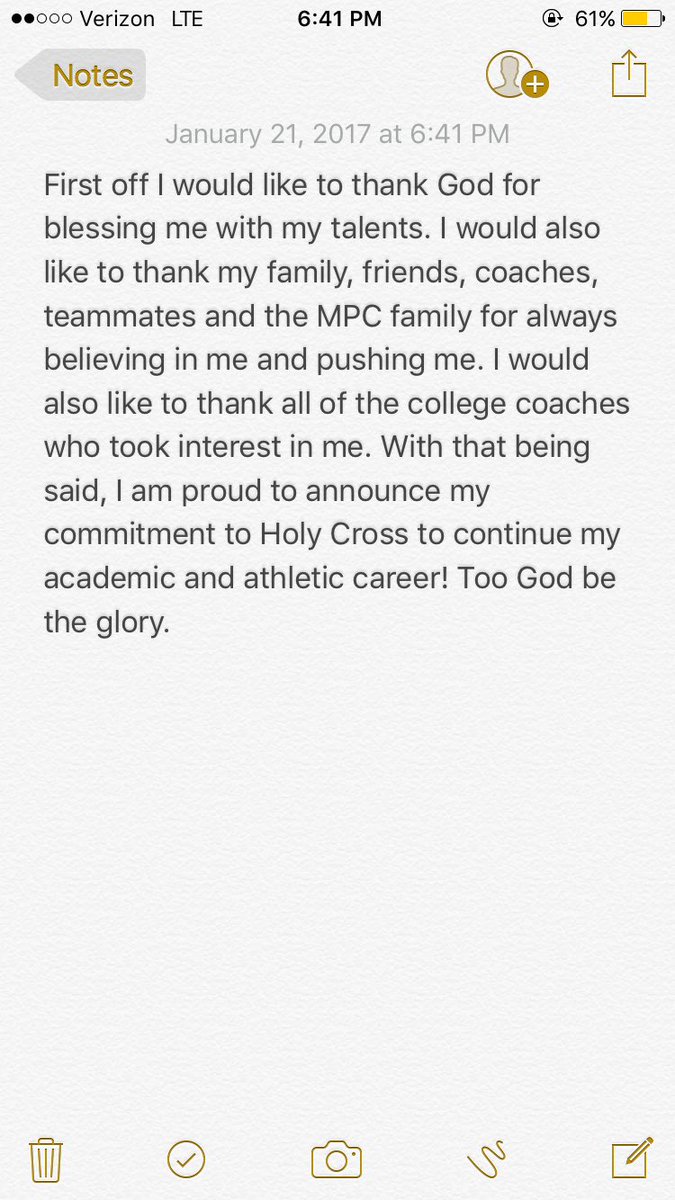 ●●○○○ Verizon LTE 6:41 PM 61%
Notes
January 21, 2017 at 6:41 PM
First off I would like to thank God for
blessing me with my talents. I would also
like to thank my family, friends, coaches,
teammates and the MPC family for always
believing in me and pushing me. I would
also like to thank all of the college coaches
who took interest in me. With that being
said, I am proud to announce my
commitment to Holy Cross to continue my
academic and athletic career! Too God be
the glory.